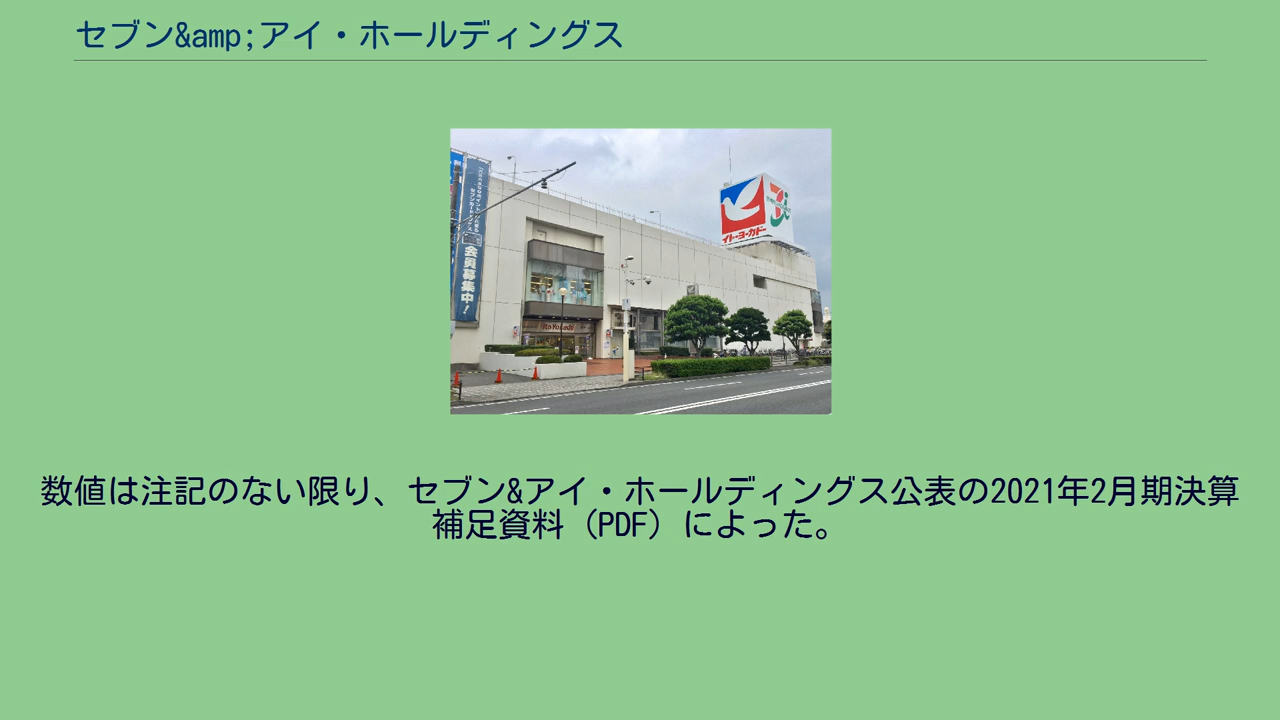 セブン&amp;アイ・ホールディングス
会員募集中!
イトーヨーカドー
Ito Yokado
数値は注記のない限り、セブン&アイ・ホールディングス公表の2021年2月期決算
補足資料（PDF）によった。